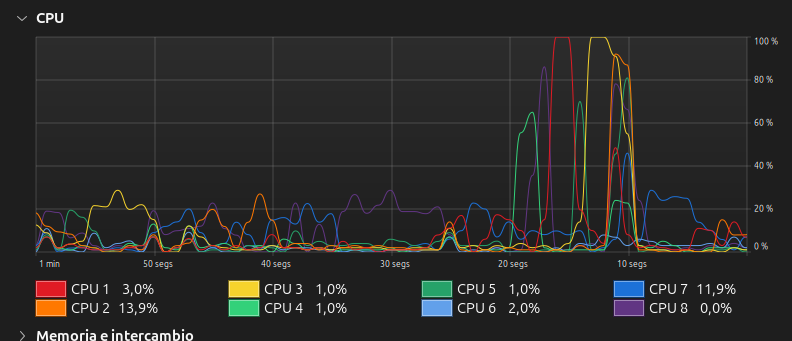 CPU
100 %
80 %
60 %
40 %
20 %
0 %
1 min 50 segs 40 segs 30 segs 20 segs 10 segs
CPU 1 3,0% CPU 3 1,0% CPU 5 1,0% CPU 7 11,9%
CPU 2 13,9% CPU 4 1,0% CPU 6 2,0% CPU 8 0,0%
Memoria e intercambio